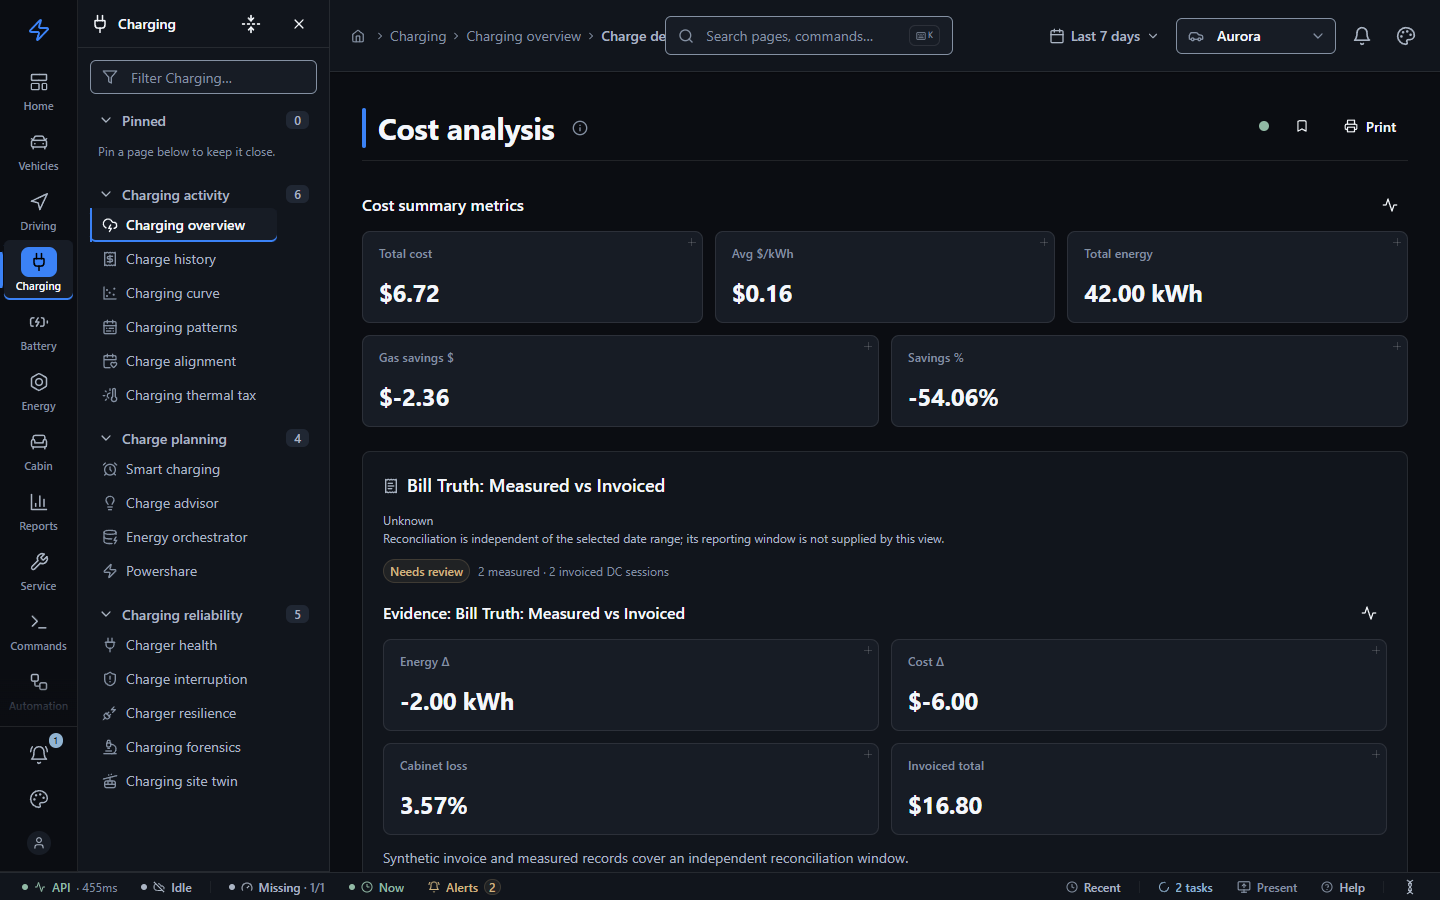 Charging
Charging
Charging overview
Charge de
Search pages, commands...
K
Last 7 days
Aurora
Home
Vehicles
Driving
Charging
Battery
Energy
Cabin
Reports
Service
Commands
Automation
1
Filter Charging...
Pinned
0
Pin a page below to keep it close.
Charging activity
6
Charging overview
Charge history
Charging curve
Charging patterns
Charge alignment
Charging thermal tax
Charge planning
4
Smart charging
Charge advisor
Energy orchestrator
Powershare
Charging reliability
5
Charger health
Charge interruption
Charger resilience
Charging forensics
Charging site twin
Cost analysis
Print
Cost summary metrics
Total cost
$6.72
Avg $/kWh
$0.16
Total energy
42.00 kWh
Gas savings $
$-2.36
Savings %
-54.06%
Bill Truth: Measured vs Invoiced
Unknown
Reconciliation is independent of the selected date range; its reporting window is not supplied by this view.
Needs review
2 measured · 2 invoiced DC sessions
Evidence: Bill Truth: Measured vs Invoiced
Energy Δ
-2.00 kWh
Cost Δ
$-6.00
Cabinet loss
3.57%
Invoiced total
$16.80
Synthetic invoice and measured records cover an independent reconciliation window.
API · 455ms
Idle
Missing · 1/1
Now
Alerts 2
Recent
2 tasks
Present
Help